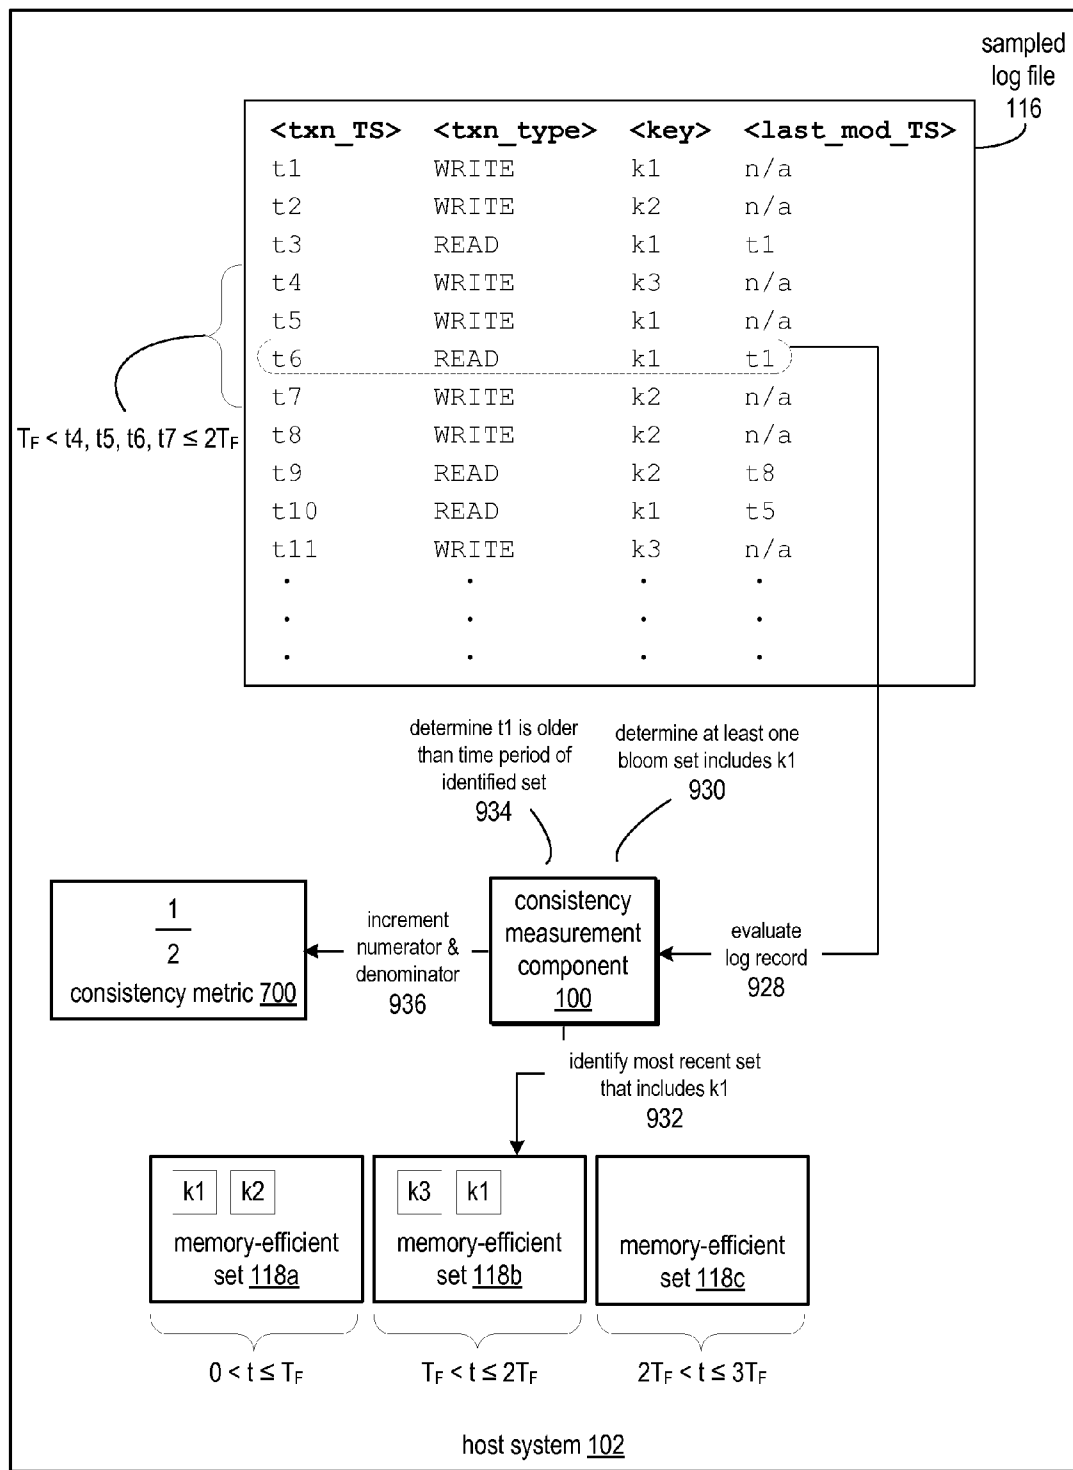 sampled
log file
116
<txn_TS> <txn_type> <key> <last_mod_TS>
t1 WRITE k1 n/a
t2 WRITE k2 n/a
t3 READ k1 t1
t4 WRITE k3 n/a
t5 WRITE k1 n/a
t6 READ k1 t1
t7 WRITE k2 n/a
t8 WRITE k2 n/a
t9 READ k2 t8
t10 READ k1 t5
t11 WRITE k3 n/a
. . . .
. . . .
. . . .
TF < t4, t5, t6, t7 ≤ 2TF
determine t1 is older
than time period of
identified set
934
determine at least one
bloom set includes k1
930
1
2
consistency metric 700
increment
numerator &
denominator
936
consistency
measurement
component
100
evaluate
log record
928
identify most recent set
that includes k1
932
k1 k2
memory-efficient
set 118a
k3 k1
memory-efficient
set 118b
memory-efficient
set 118c
0 < t ≤ TF
TF < t ≤ 2TF
2TF < t ≤ 3TF
host system 102